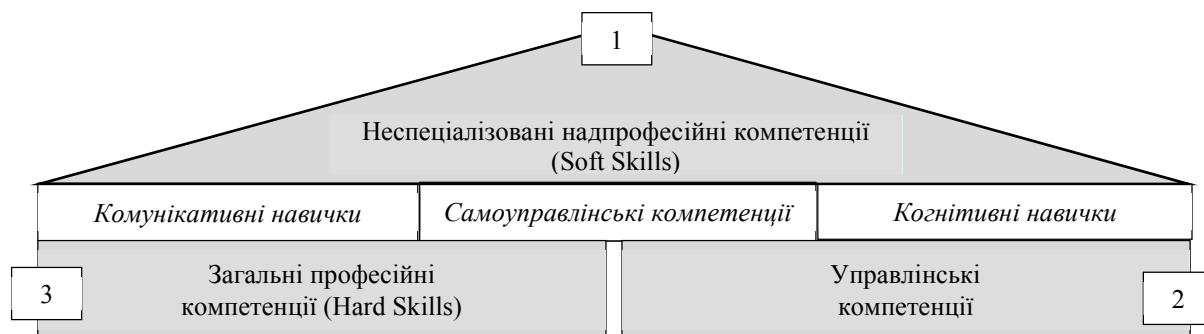 1
Неспеціалізовані надпрофесійні компетенції
(Soft Skills)
Комунікативні навички
Самоуправлінські компетенції
Когнітивні навички
3
Загальні професійні
компетенції (Hard Skills)
Управлінські
компетенції
2